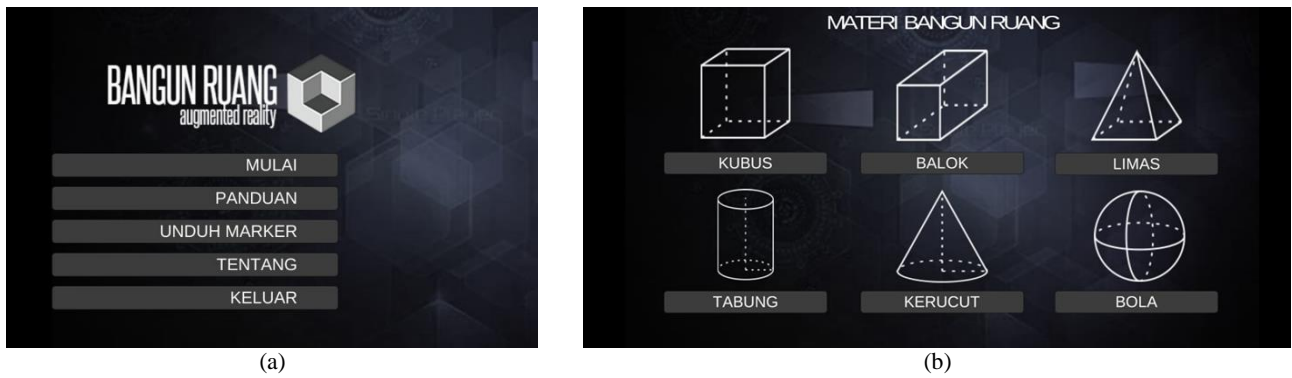 BANGUN RUANG
augmented reality
MULAI
PANDUAN
UNDUH MARKER
TENTANG
KELUAR
(a)
MATERI BANGUN RUANG
KUBUS
BALOK
LIMAS
TABUNG
KERUCUT
BOLA
(b)